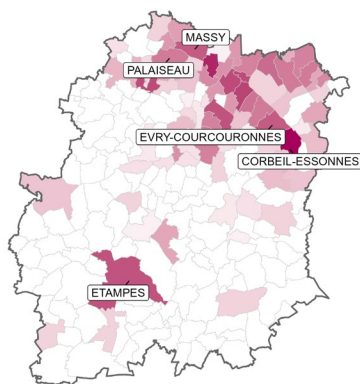 MASSY
PALAISEAU
EVRY-COURCOURONNES
CORBEIL-ESSONNES
ETAMPES